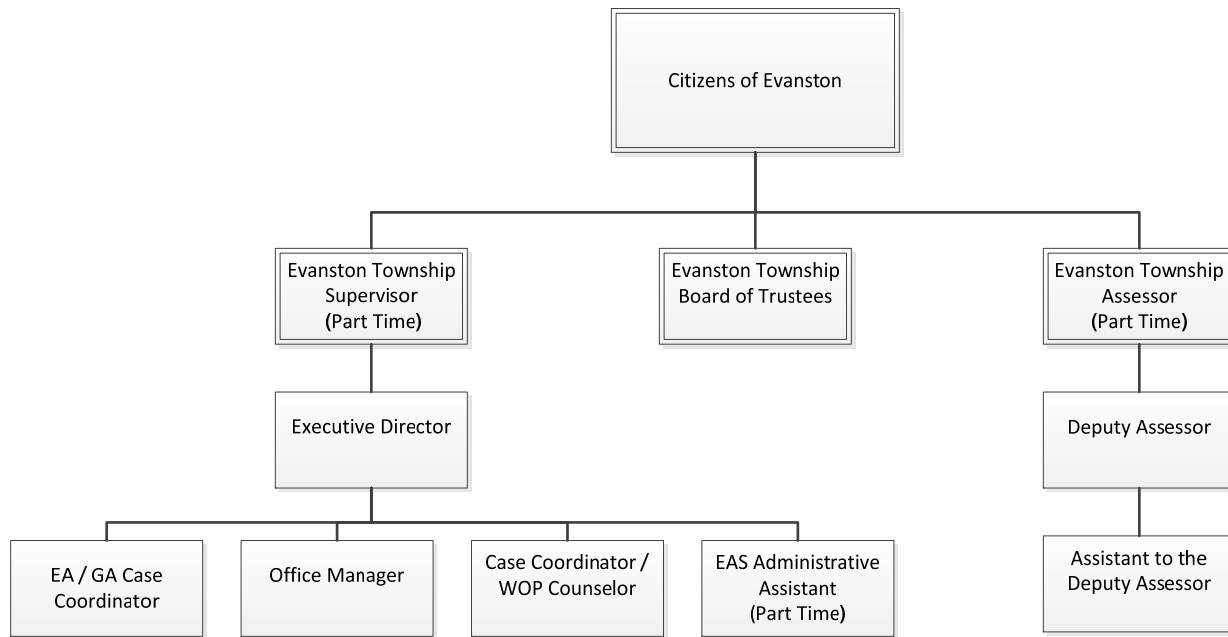 Citizens of Evanston
Evanston Township
Supervisor
(Part Time)
Evanston Township
Board of Trustees
Evanston Township
Assessor
(Part Time)
Executive Director
Deputy Assessor
EA / GA Case
Coordinator
Office Manager
Case Coordinator /
WOP Counselor
EAS Administrative
Assistant
(Part Time)
Assistant to the
Deputy Assessor